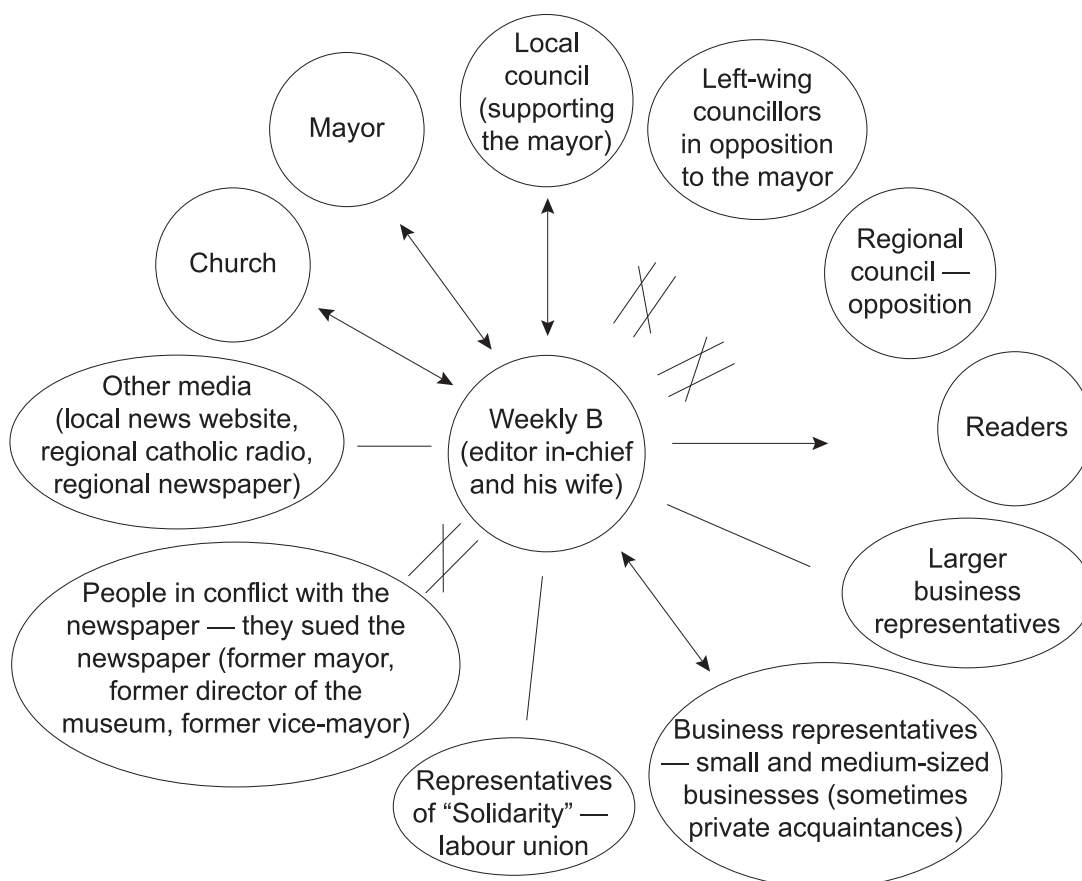 Local
council
(supporting
the mayor)
Left-wing
councillors
in opposition
to the mayor
Mayor
Regional
council —
opposition
Church
Other media
(local news website,
regional catholic radio,
regional newspaper)
Weekly B
(editor in-chief
and his wife)
Readers
Larger
business
representatives
People in conflict with the
newspaper — they sued the
newspaper (former mayor,
former director of the
museum, former vice-mayor)
Business representatives
— small and medium-sized
businesses (sometimes
private acquaintances)
Representatives
of “Solidarity” —
labour union